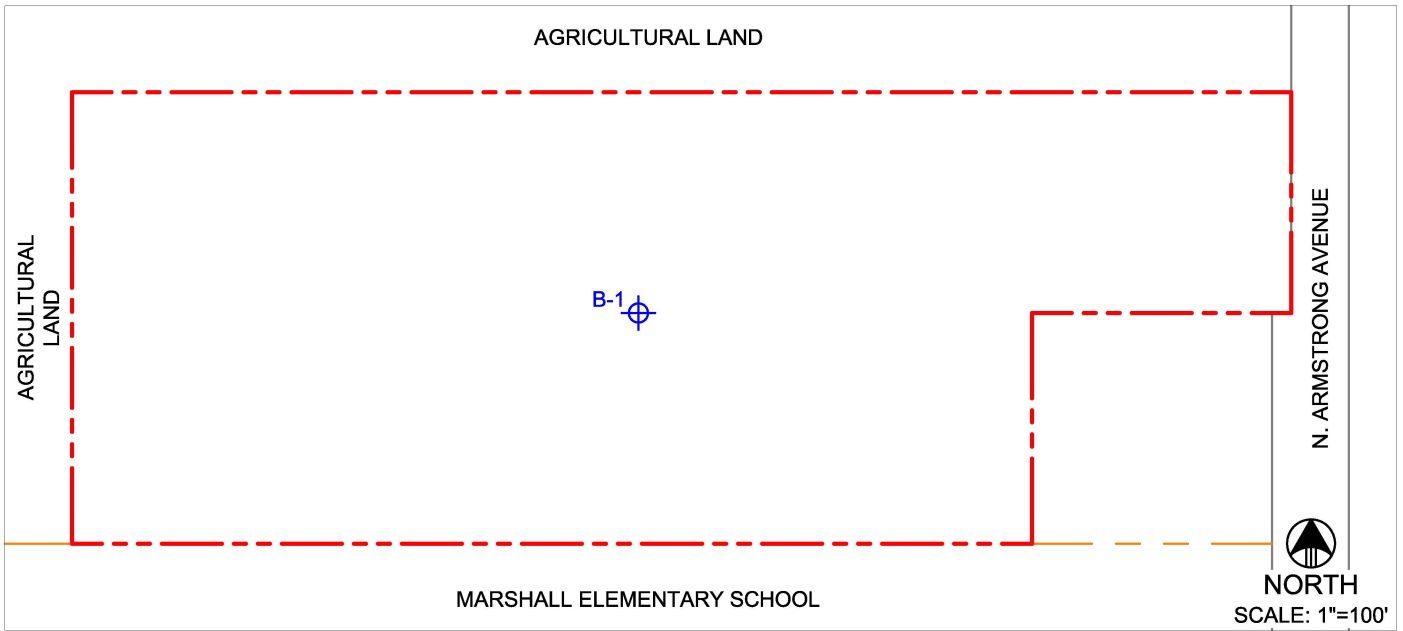 AGRICULTURAL LAND
AGRICULTURAL
LAND
B-1
N. ARMSTRONG AVENUE
MARSHALL ELEMENTARY SCHOOL
NORTH
SCALE: 1"=100'